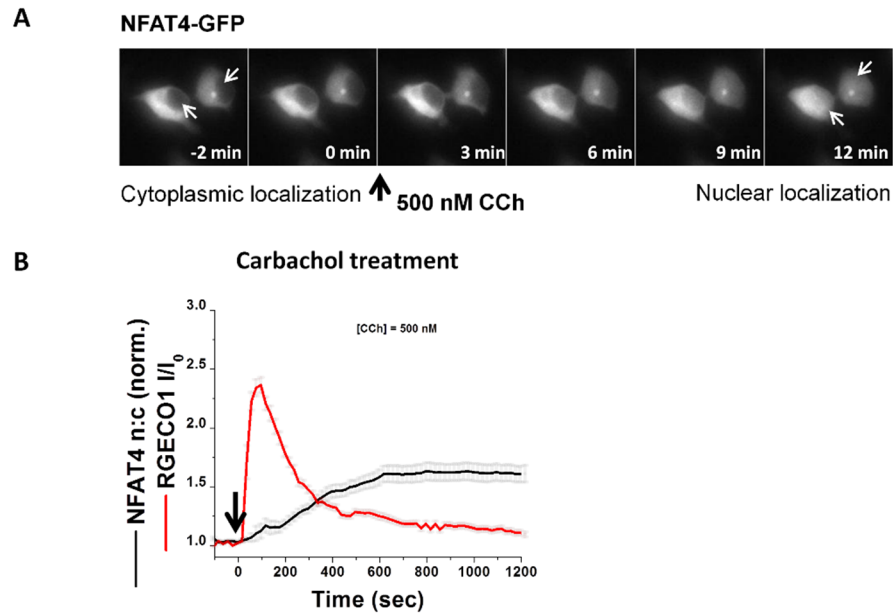 A
NFAT4-GFP
-2 min
0 min
3 min
6 min
9 min
12 min
Cytoplasmic localization
500 nM CCh
Nuclear localization
B
Carbachol treatment
NFAT4 n:c (norm.)
RGECO1 I/I0
3.0
2.5
2.0
1.5
1.0
[CCh] = 500 nM
0 200 400 600 800 1000 1200
Time (sec)